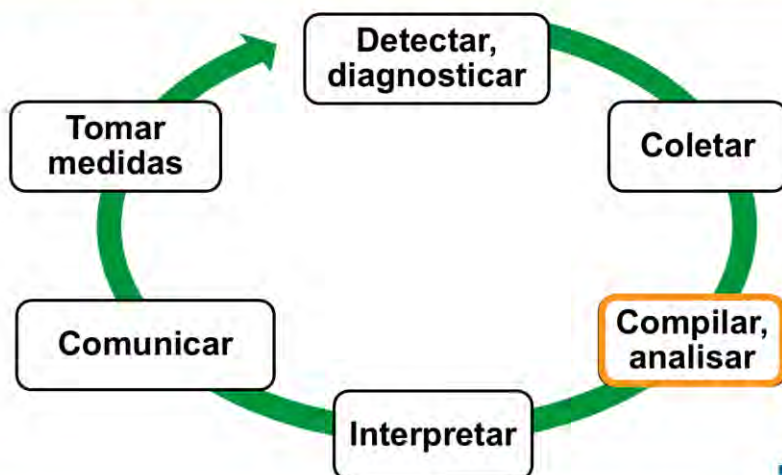 Detectar,
diagnosticar
Coletar
Compilar,
analisar
Interpretar
Comunicar
Tomar
medidas